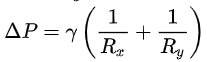 ΔP = γ ( 1/R_x + 1/R_y )